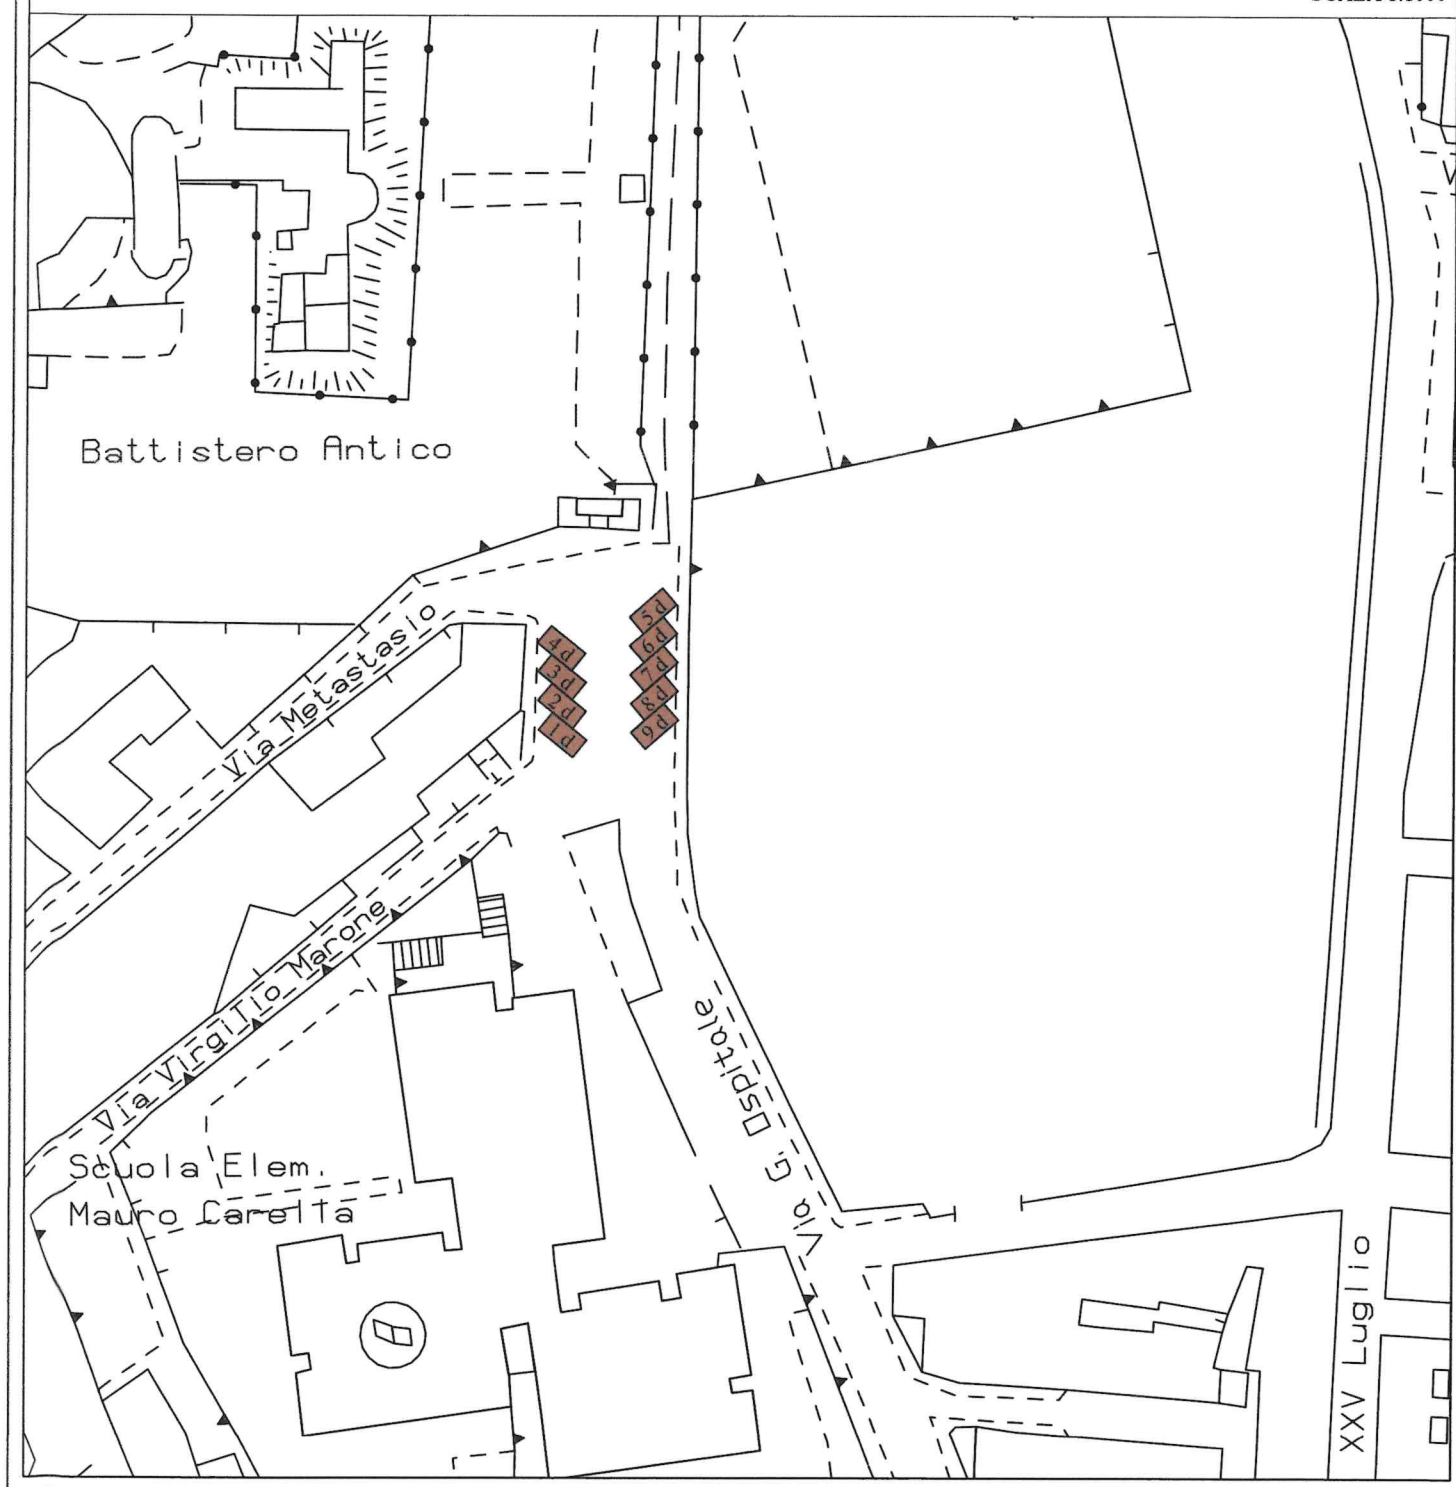 Battistero Antico
Via Metastasio
4d
3d
2d
1d
5d
6d
7d
8d
9d
Via Virgilio Marone
Via G. Ospitale
Scuola Elem.
Mauro Carella
XXV Luglio